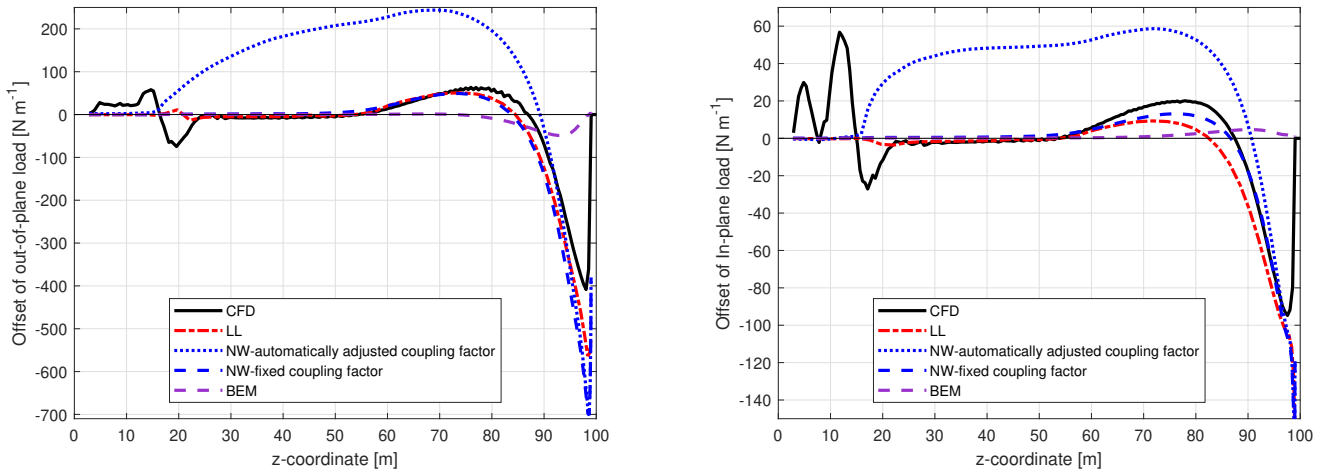 250
200
100
0
-100
-200
-300
-400
-500
-600
-700
Offset of out-of-plane load [N m-1]
CFD
LL
NW-automatically adjusted coupling factor
NW-fixed coupling factor
BEM
0 10 20 30 40 50 60 70 80 90 100
z-coordinate [m]
60
40
20
0
-20
-40
-60
-80
-100
-120
-140
Offset of In-plane load [N m-1]
CFD
LL
NW-automatically adjusted coupling factor
NW-fixed coupling factor
BEM
0 10 20 30 40 50 60 70 80 90 100
z-coordinate [m]